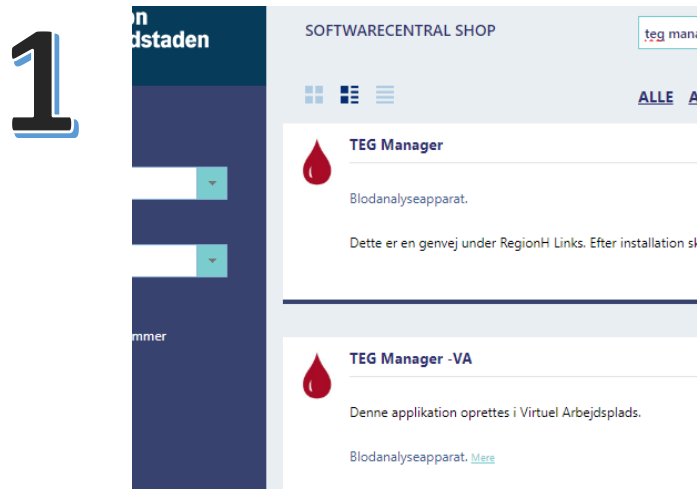 1
dstaden
SOFTWARECENTRAL SHOP
teg mana
ALLE A
TEG Manager
Blodanalyseapparat.
Dette er en genvej under RegionH Links. Efter installation sk
mmer
TEG Manager -VA
Denne applikation oprettes i Virtuel Arbejdsplads.
Blodanalyseapparat. Mere